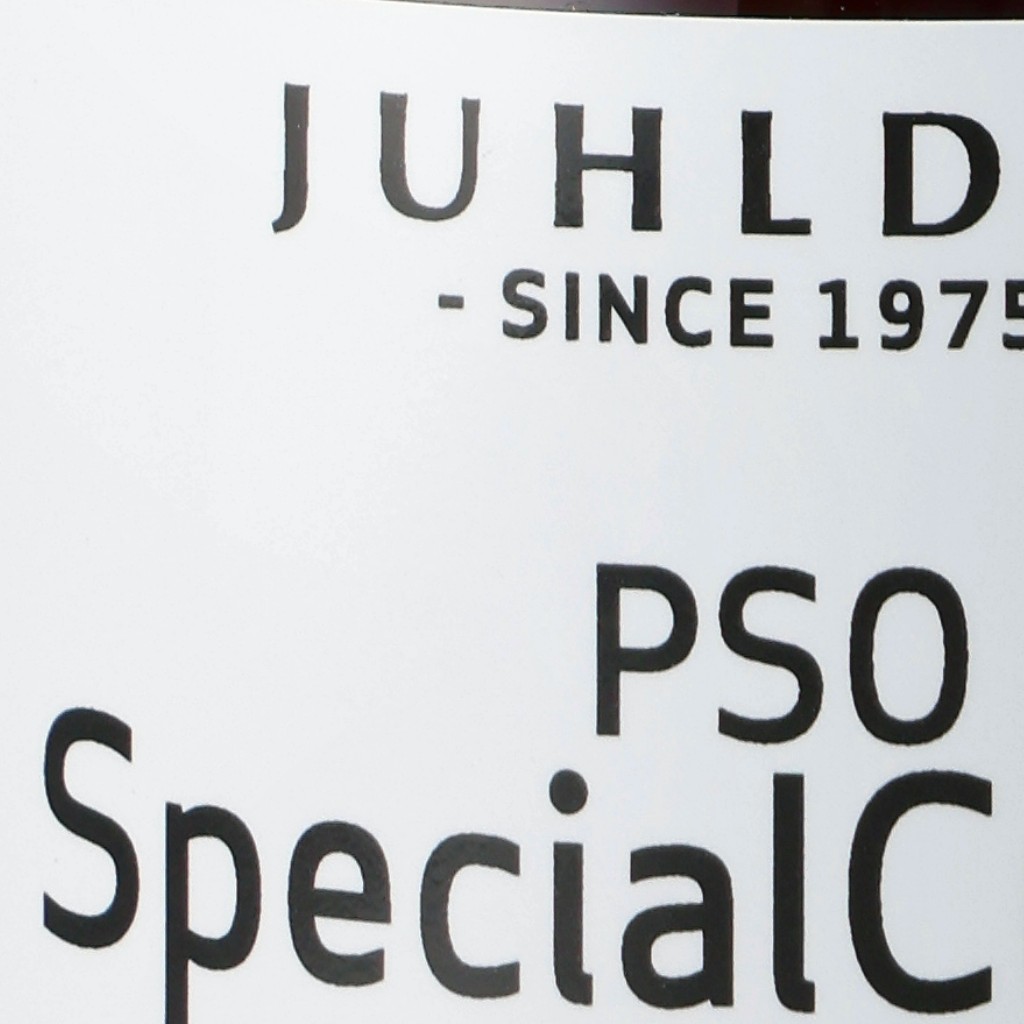 JUHLD
- SINCE 1975
PSO
SpecialC